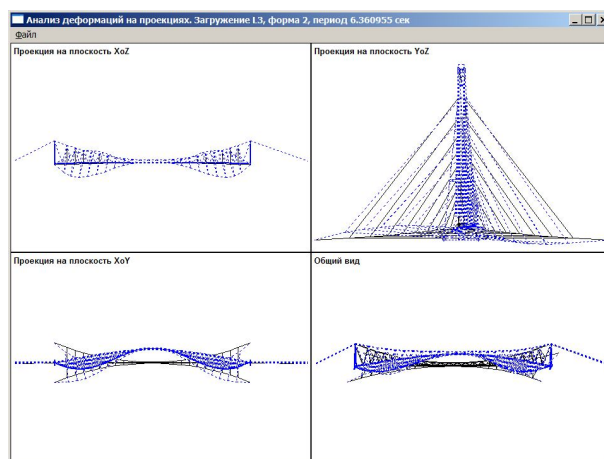 Анализ деформаций на проекциях. Загружение L3, форма 2, период 6.360955 сек
Файл
Проекция на плоскость XoZ
Проекция на плоскость YoZ
Проекция на плоскость XoY
Общий вид